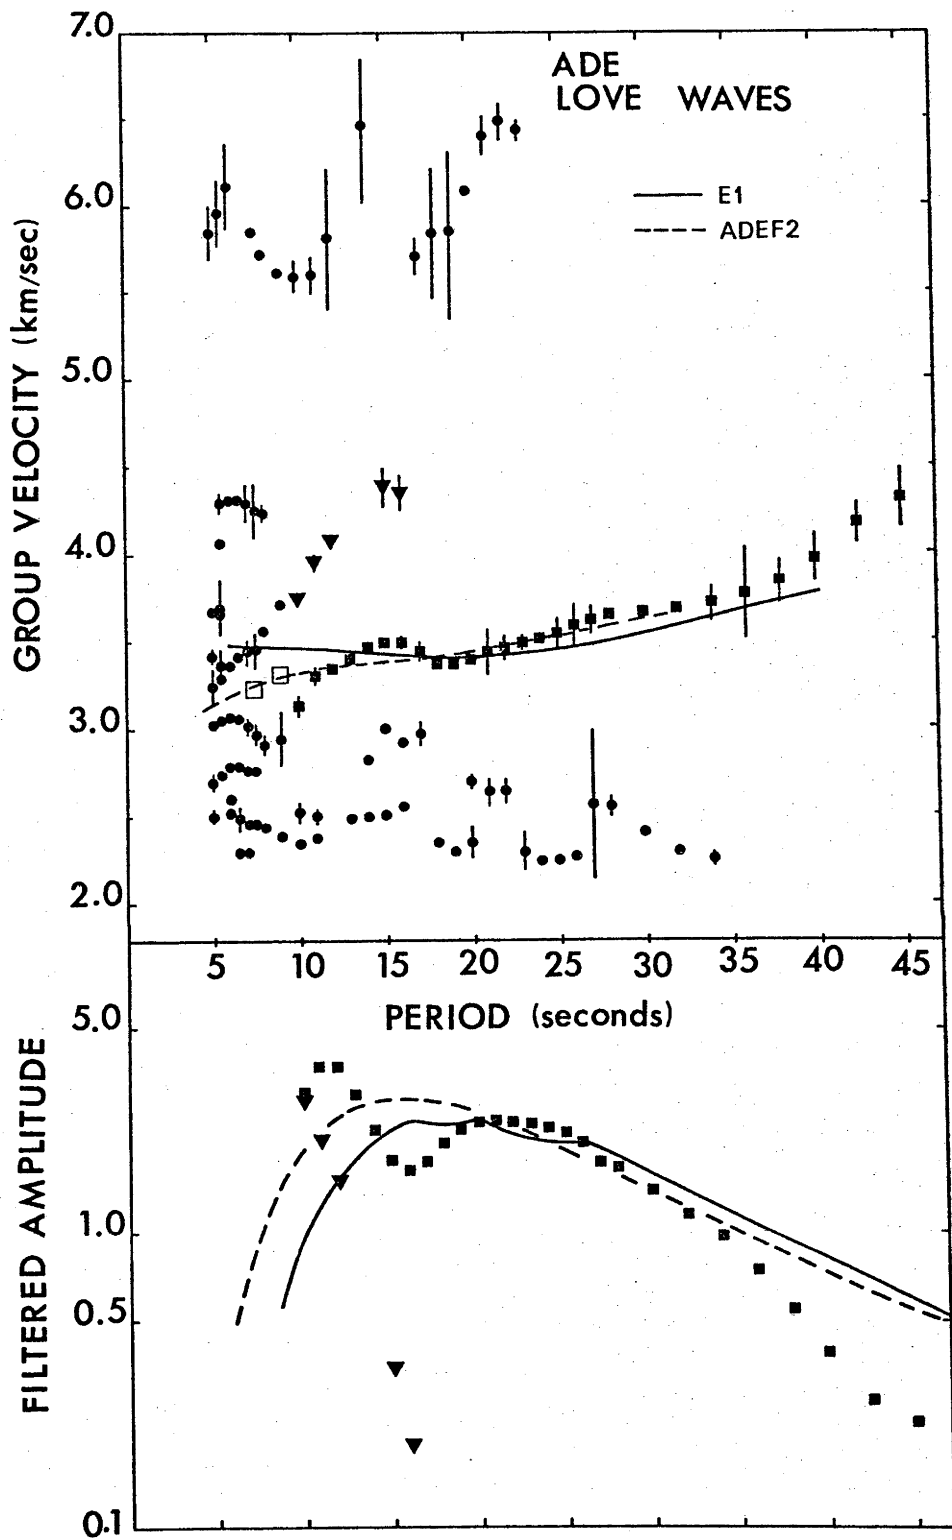 7.0
ADE
LOVE WAVES
6.0
E1
ADEF2
5.0
4.0
3.0
2.0
GROUP VELOCITY (km/sec)
5 10 15 20 25 30 35 40 45
PERIOD (seconds)
5.0
1.0
0.5
0.1
FILTERED AMPLITUDE